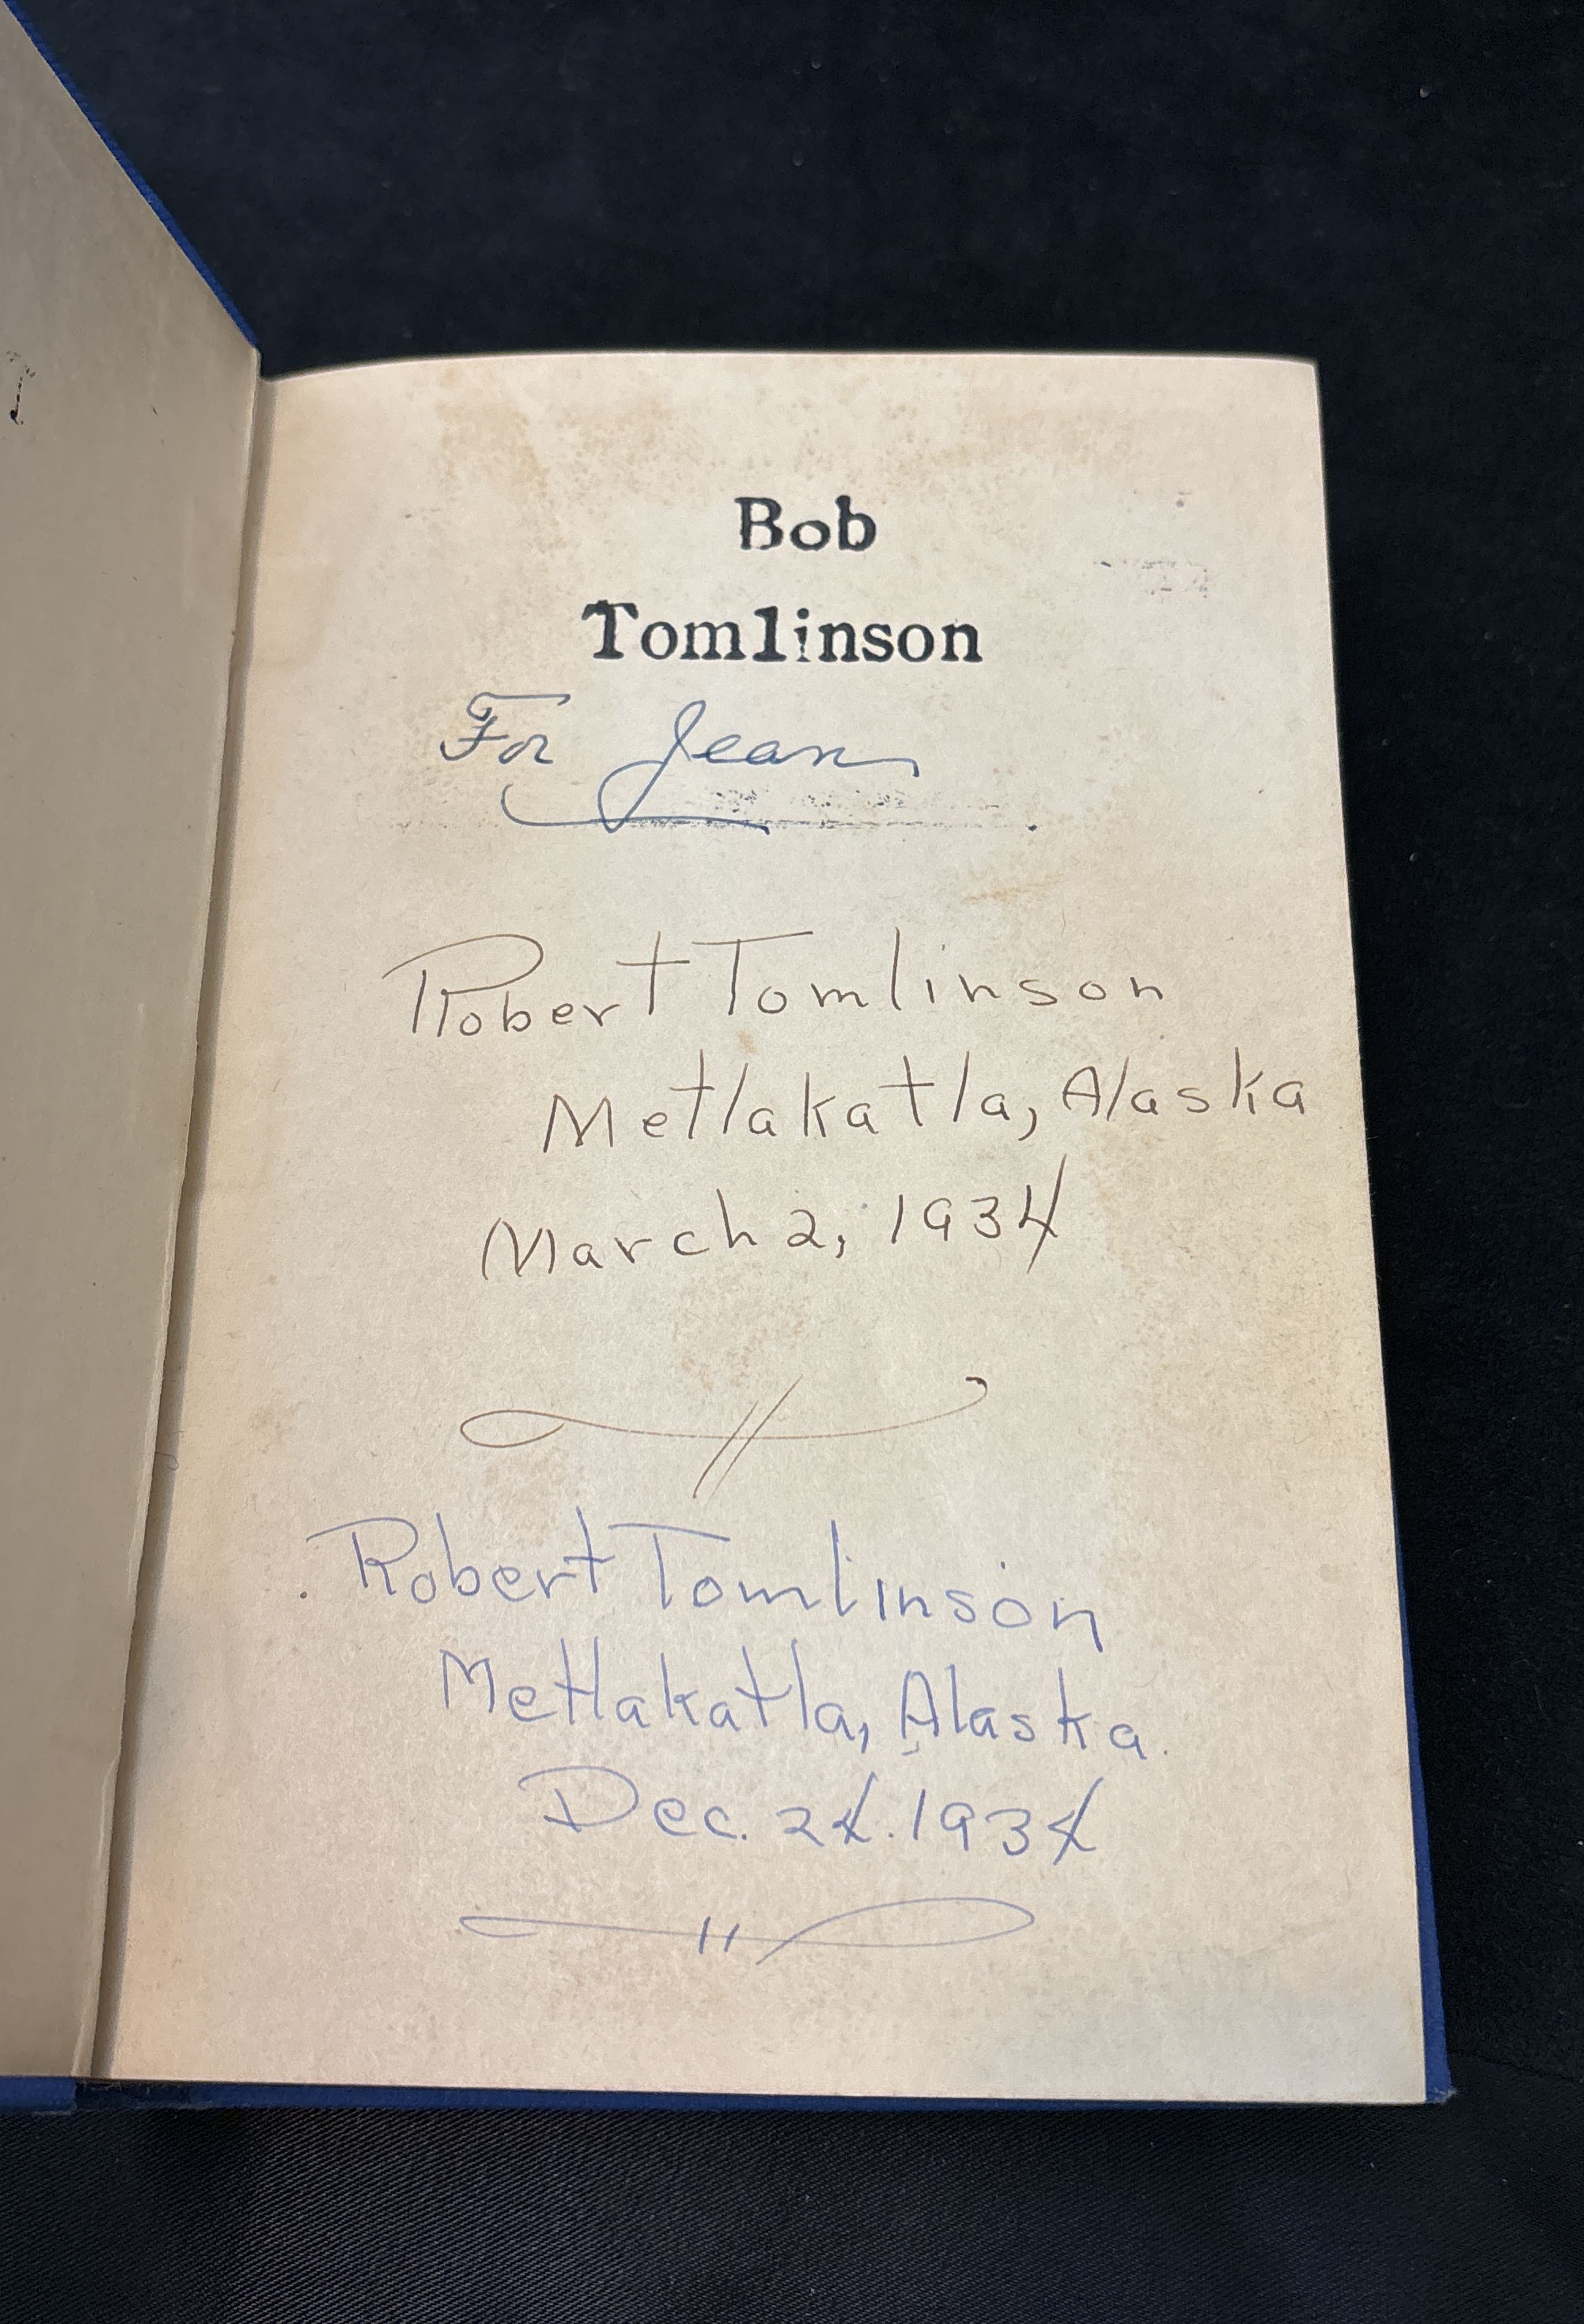 Bob
Tomlinson
For Jean
Robert Tomlinson
Metlakatla, Alaska
March 2, 1934
Robert Tomlinson
Metlakatla, Alaska.
Dec. 24. 1934